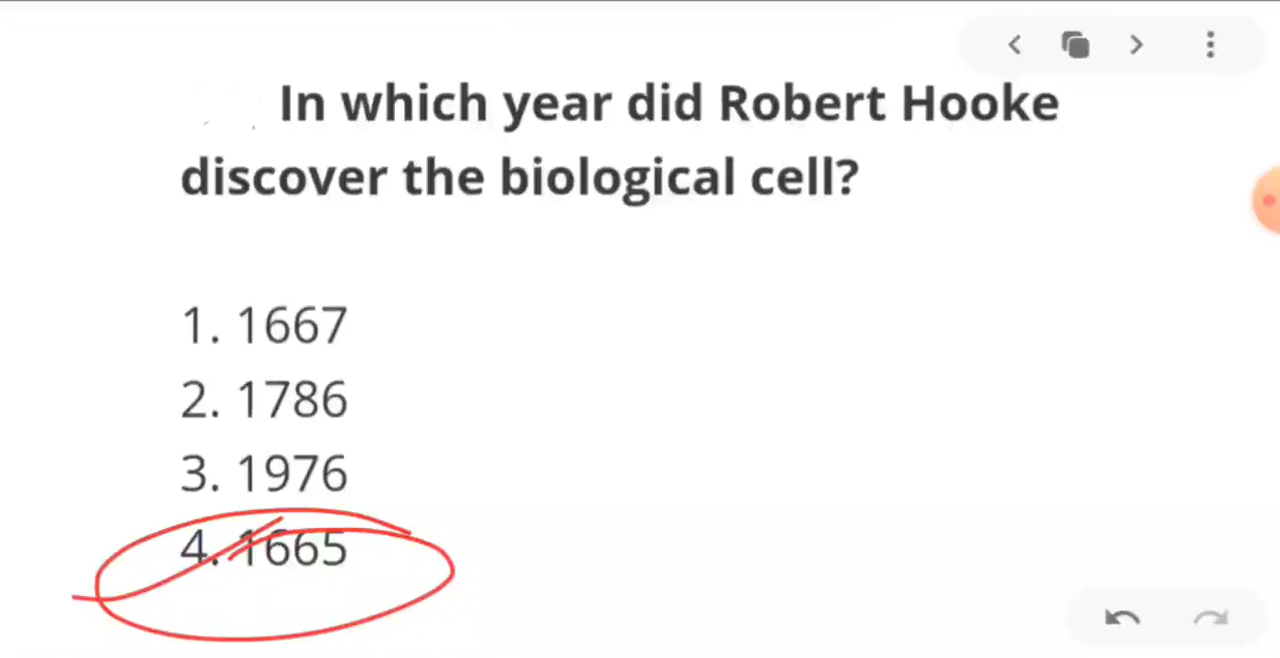 In which year did Robert Hooke
discover the biological cell?
1. 1667
2. 1786
3. 1976
4. 1665